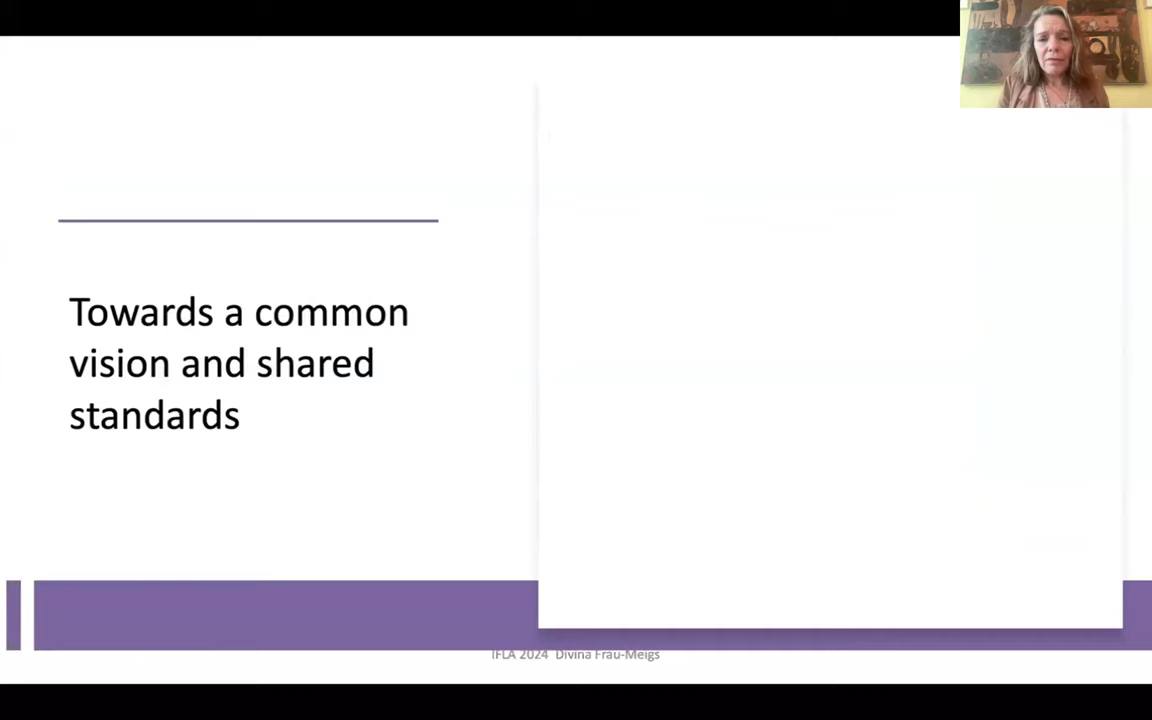 Towards a common
vision and shared
standards
IFLA 2024 Divina Frau-Meigs